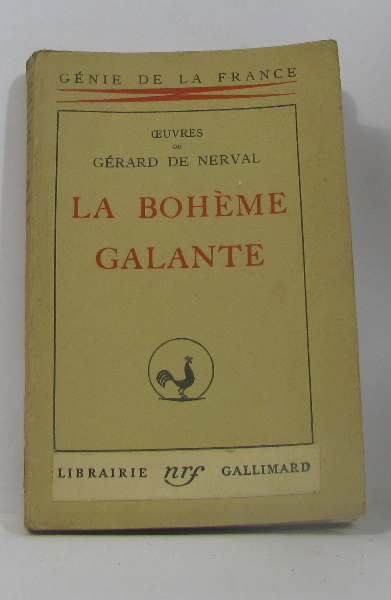 GÉNIE DE LA FRANCE
ŒUVRES
DE
GÉRARD DE NERVAL
LA BOHÈME
GALANTE
LIBRAIRIE nrf GALLIMARD